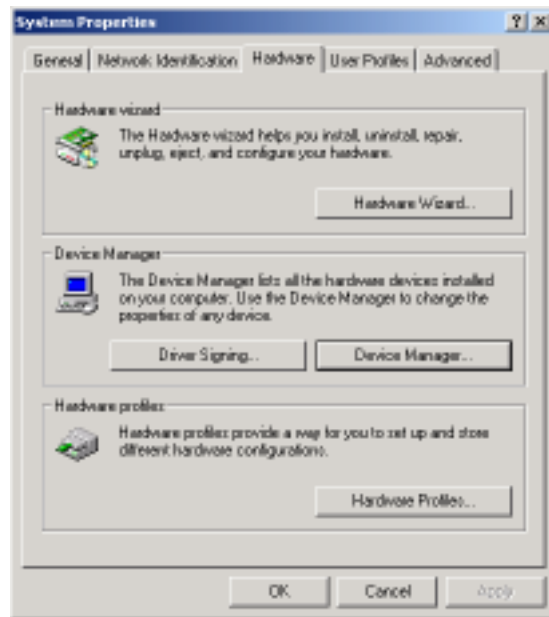 System Properties
General Network Identification Hardware User Profiles Advanced
Hardware wizard
The Hardware wizard helps you install, uninstall, repair,
unplug, eject, and configure your hardware.
Hardware Wizard...
Device Manager
The Device Manager lists all the hardware devices installed
on your computer. Use the Device Manager to change the
properties of any device.
Driver Signing... Device Manager...
Hardware profiles
Hardware profiles provide a way for you to set up and store
different hardware configurations.
Hardware Profiles...
OK Cancel Apply